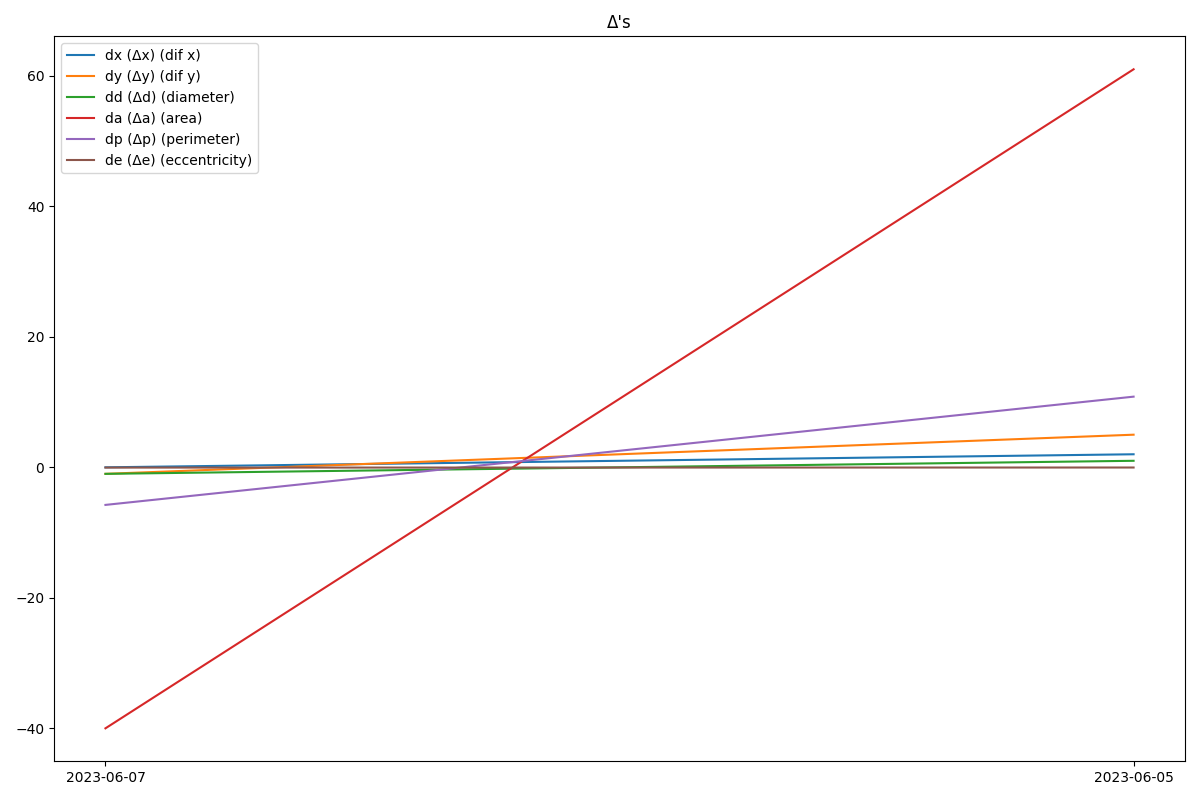 Δ's
dx (Δx) (dif x)
dy (Δy) (dif y)
dd (Δd) (diameter)
da (Δa) (area)
dp (Δp) (perimeter)
de (Δe) (eccentricity)
60
40
20
0
−20
−40
2023-06-07
2023-06-05